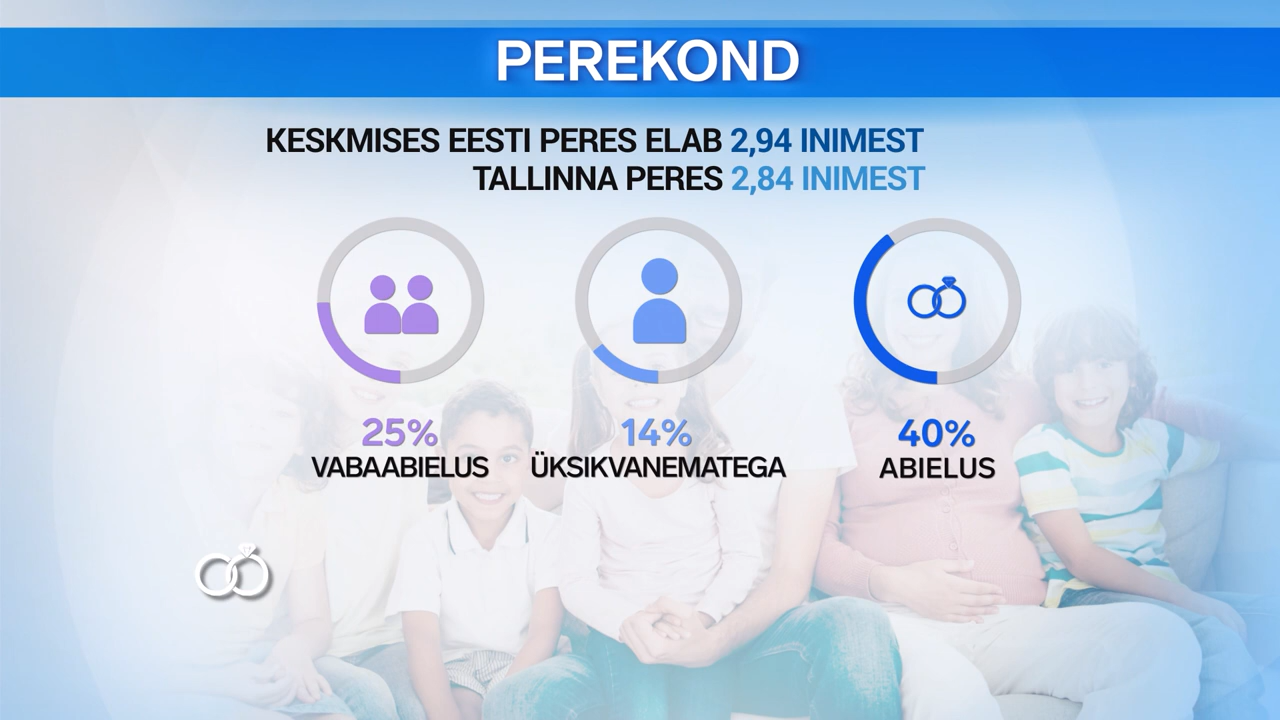 PEREKOND
KESKMISES EESTI PERES ELAB 2,94 INIMEST
TALLINNA PERES 2,84 INIMEST
25%
VABAABIELUS
14%
ÜKSIKVANEMATEGA
40%
ABIELUS